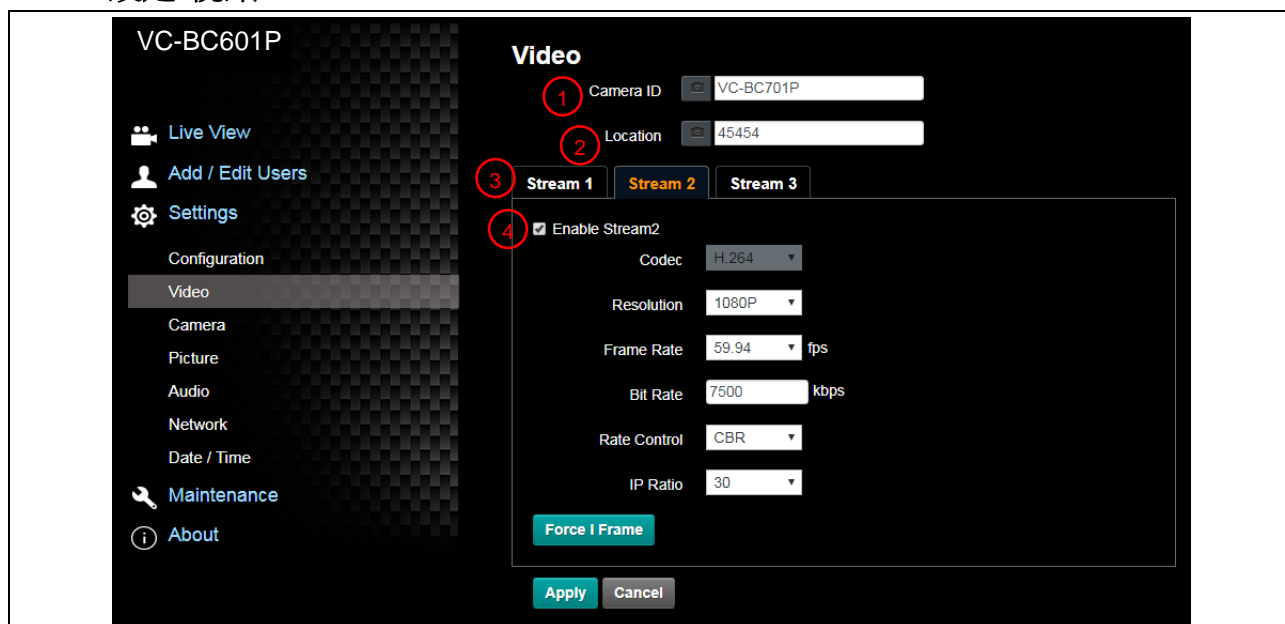 VC-BC601P
Live View
Add / Edit Users
Settings
Configuration
Video
Camera
Picture
Audio
Network
Date / Time
Maintenance
About
Video
1 Camera ID VC-BC701P
2 Location 45454
3 Stream 1 Stream 2 Stream 3
4 Enable Stream2
Codec H.264
Resolution 1080P
Frame Rate 59.94 fps
Bit Rate 7500 kbps
Rate Control CBR
IP Ratio 30
Force I Frame
Apply Cancel